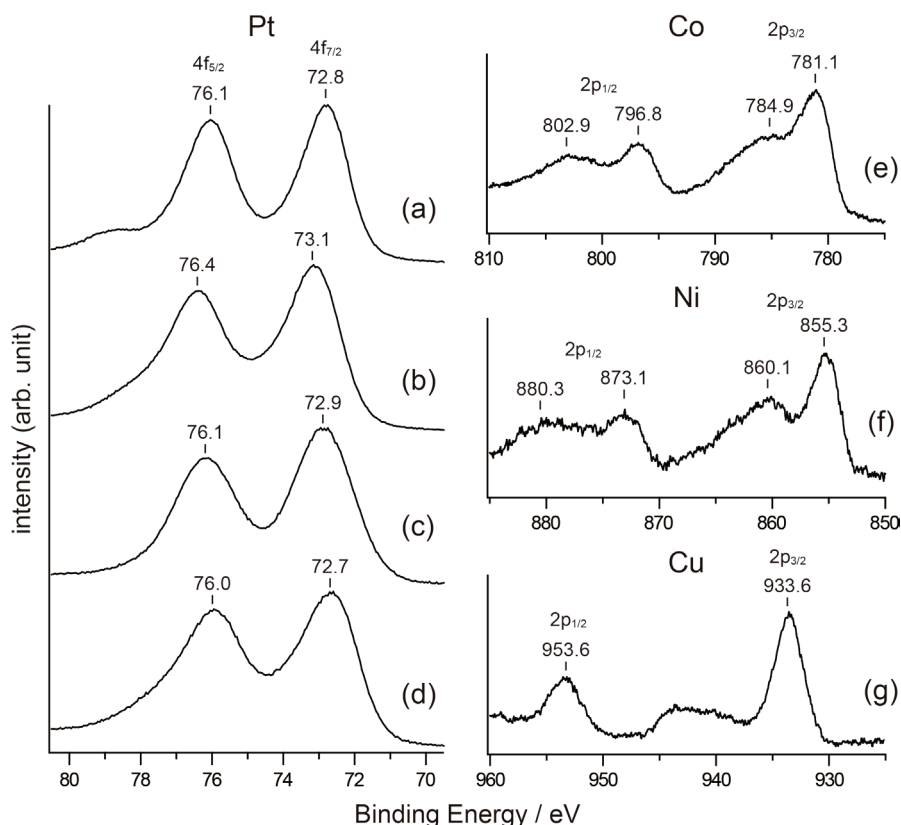 Pt
4f5/2
4f7/2
76.1
72.8
(a)
76.4
73.1
(b)
76.1
72.9
(c)
76.0
72.7
(d)
80
78
76
74
72
70
intensity (arb. unit)
Co
2p3/2
781.1
2p1/2
796.8
784.9
802.9
(e)
810
800
790
780
Ni
2p3/2
855.3
2p1/2
860.1
880.3
873.1
(f)
880
870
860
850
Cu
2p3/2
933.6
2p1/2
953.6
(g)
960
950
940
930
Binding Energy / eV